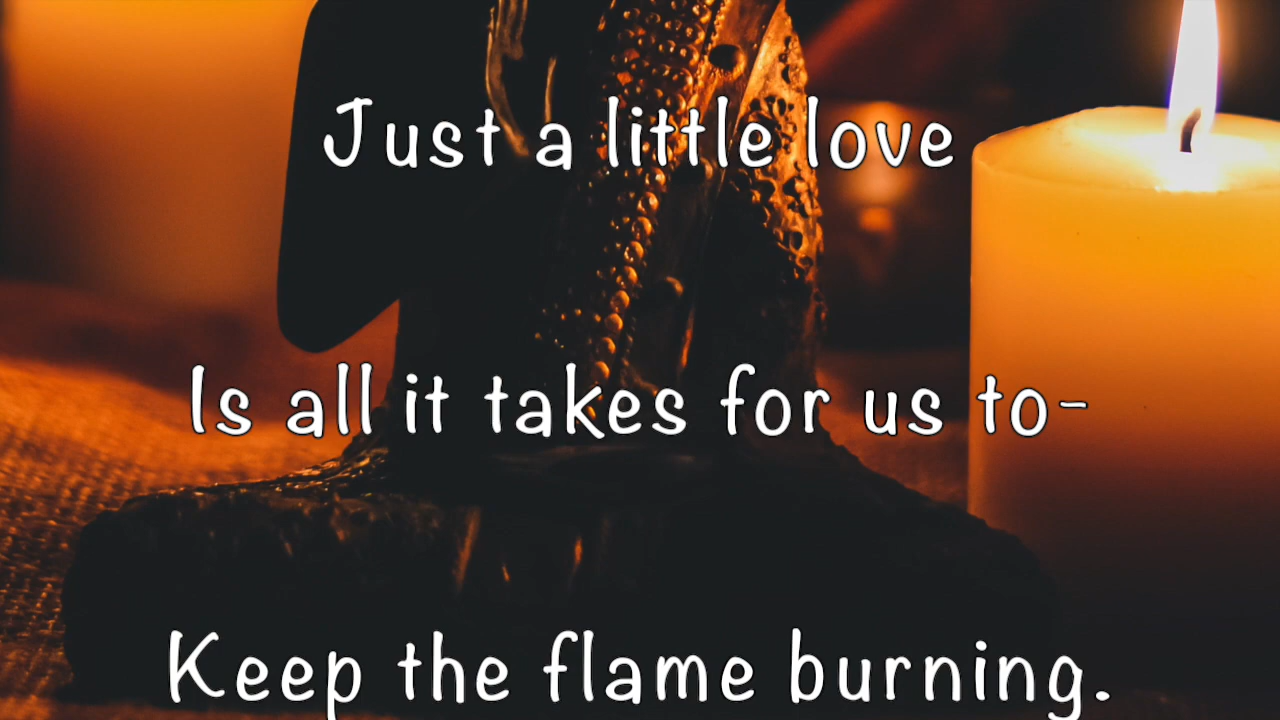 Just a little love
Is all it takes for us to-
Keep the flame burning.